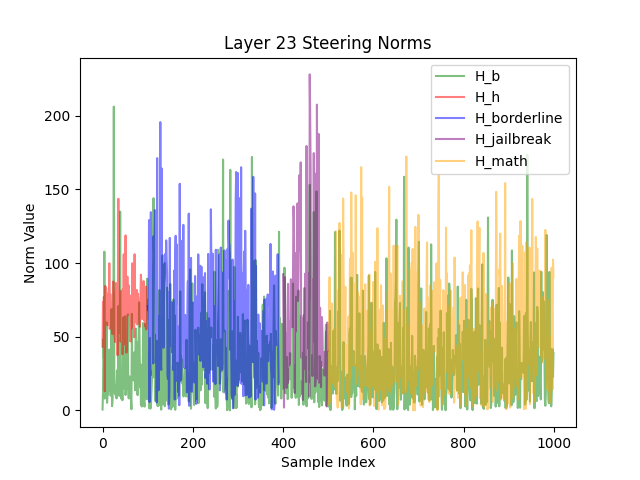 Layer 23 Steering Norms
Norm Value
200
150
100
50
0
H_b
H_h
H_borderline
H_jailbreak
H_math
0
200
400
600
800
1000
Sample Index